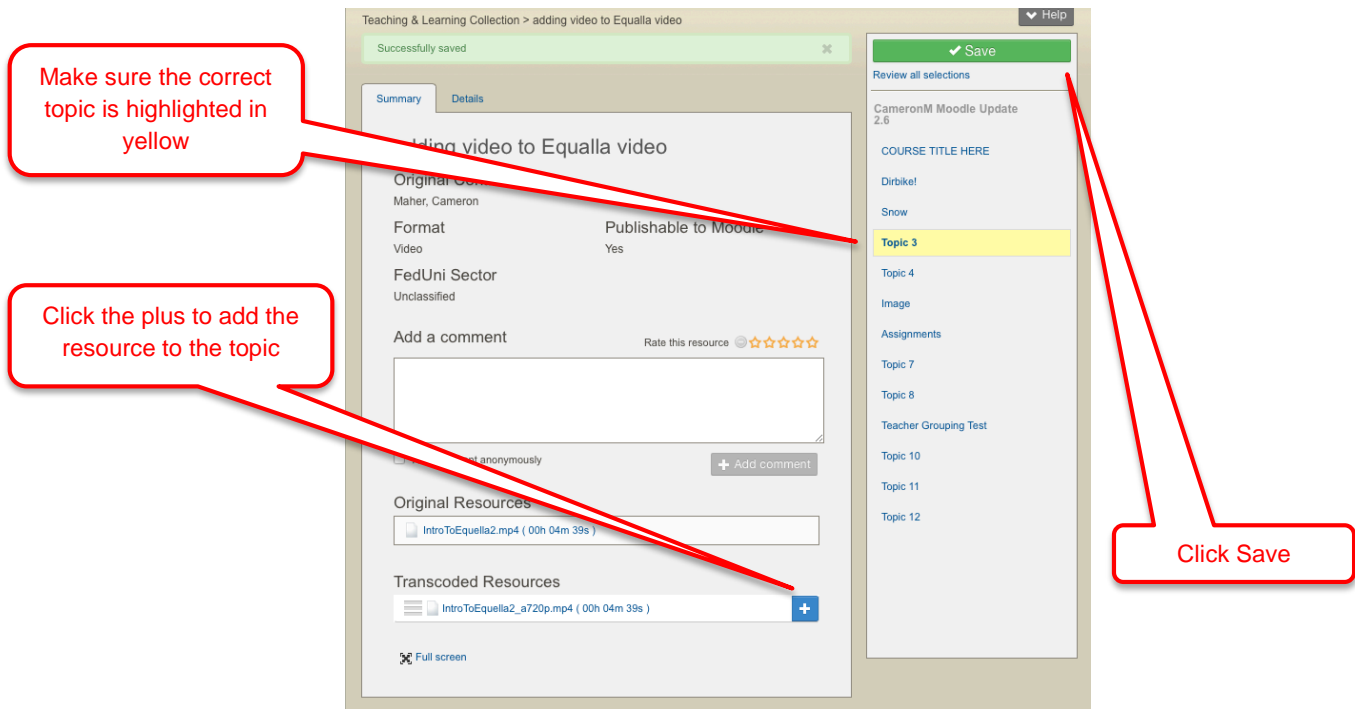 Teaching & Learning Collection > adding video to Equalla video
Help
Successfully saved
Save
Review all selections
Make sure the correct
topic is highlighted in
yellow
Summary
Details
CameronM Moodle Update
2.6
COURSE TITLE HERE
Dirbike!
Snow
Topic 3
Topic 4
Image
Assignments
Topic 7
Topic 8
Teacher Grouping Test
Topic 10
Topic 11
Topic 12
adding video to Equalla video
Original
Maher, Cameron
Format
Publishable to Moodle
Video
Yes
FedUni Sector
Unclassified
Click the plus to add the
resource to the topic
Add a comment
Rate this resource
anonymously
Add comment
Original Resources
IntroToEquella2.mp4 ( 00h 04m 39s )
Click Save
Transcoded Resources
IntroToEquella2_a720p.mp4 ( 00h 04m 39s )
+
Full screen